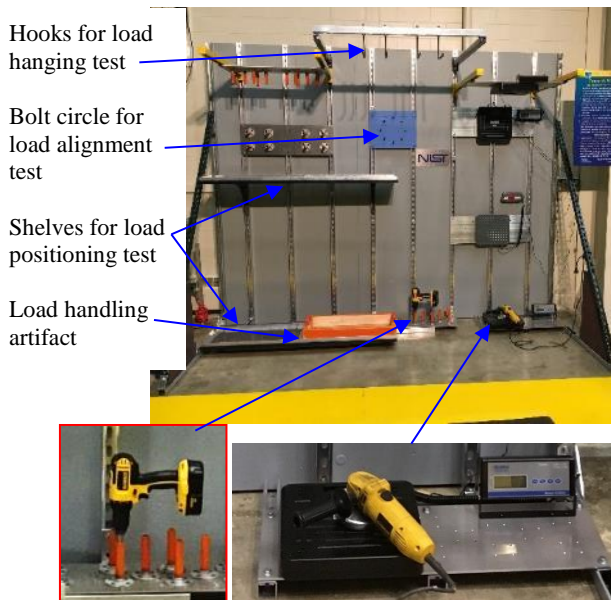 Hooks for load
hanging test
Bolt circle for
load alignment
test
Shelves for load
positioning test
Load handling
artifact
NIST